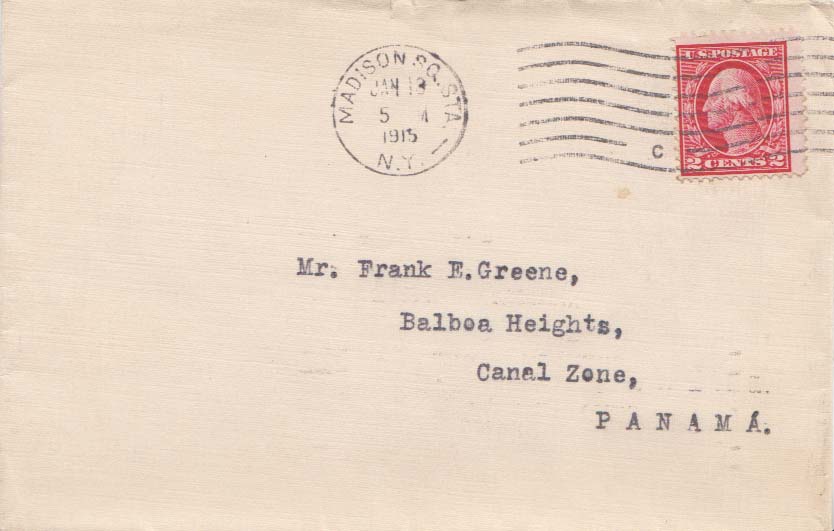 MADISON SQ. STA.
JAN 13
5 M
1915
N.Y.
C
U.S. POSTAGE
2 CENTS 2
Mr. Frank E. Greene,
Balboa Heights,
Canal Zone,
PANAMÁ.